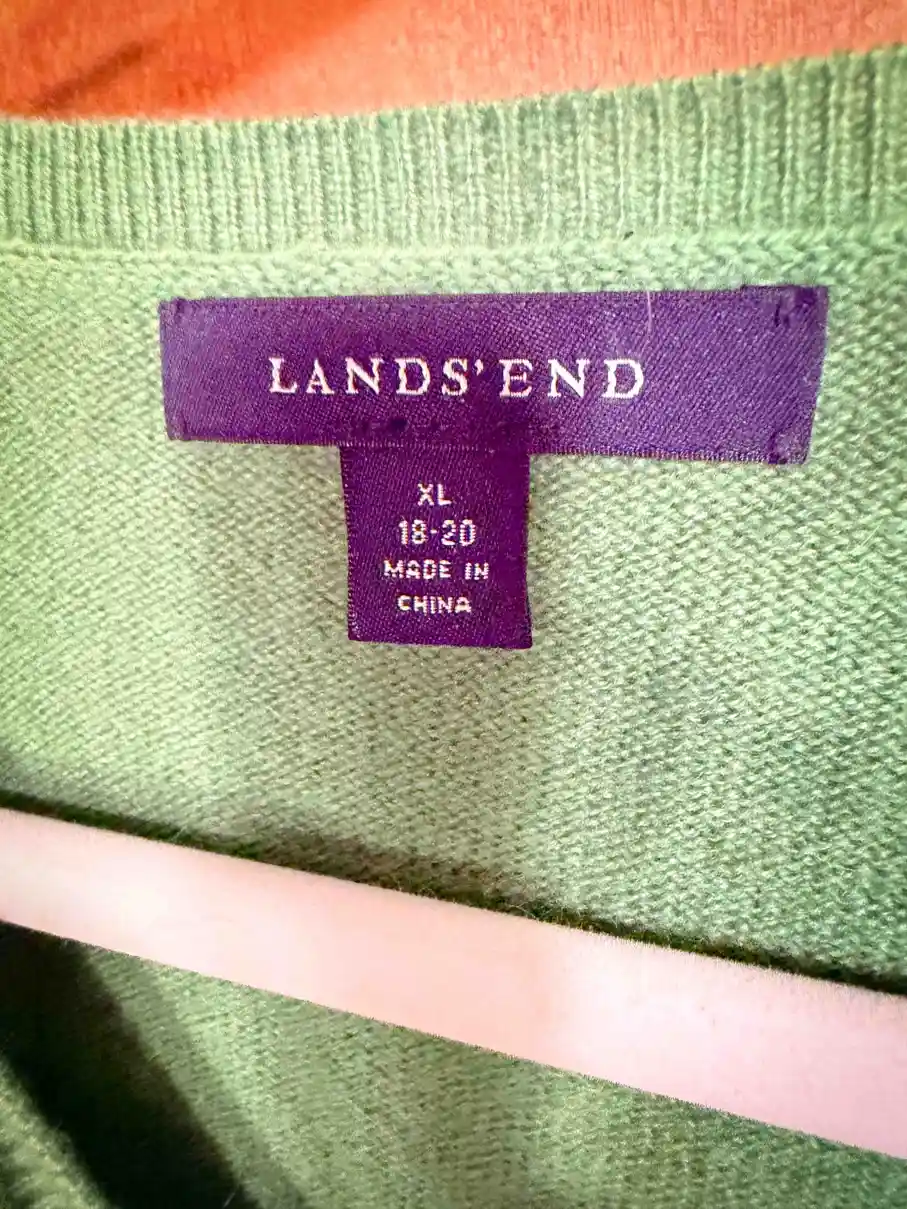 LANDS' END
XL
18-20
MADE IN
CHINA